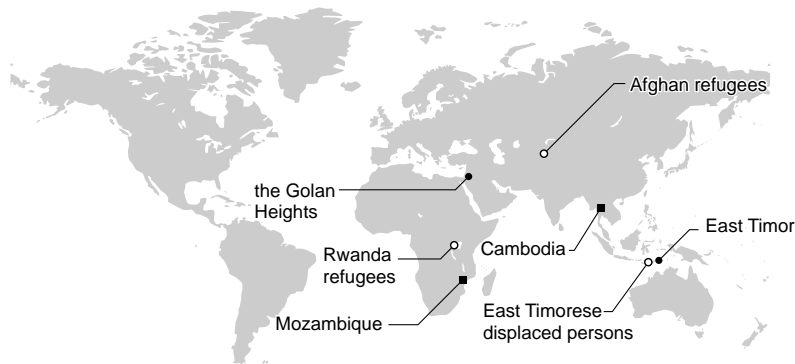 Afghan refugees
the Golan
Heights
East Timor
Rwanda
refugees
Cambodia
East Timorese
displaced persons
Mozambique